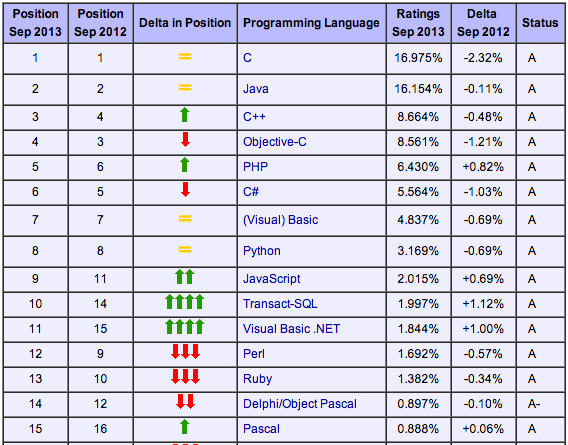 Position Sep 2013 Position Sep 2012 Delta in Position Programming Language Ratings Sep 2013 Delta Sep 2012 Status
1 1 = C 16.975% -2.32% A
2 2 = Java 16.154% -0.11% A
3 4 C++ 8.664% -0.48% A
4 3 Objective-C 8.561% -1.21% A
5 6 PHP 6.430% +0.82% A
6 5 C# 5.564% -1.03% A
7 7 = (Visual) Basic 4.837% -0.69% A
8 8 = Python 3.169% -0.69% A
9 11 JavaScript 2.015% +0.69% A
10 14 Transact-SQL 1.997% +1.12% A
11 15 Visual Basic .NET 1.844% +1.00% A
12 9 Perl 1.692% -0.57% A
13 10 Ruby 1.382% -0.34% A
14 12 Delphi/Object Pascal 0.897% -0.10% A-
15 16 Pascal 0.888% +0.06% A